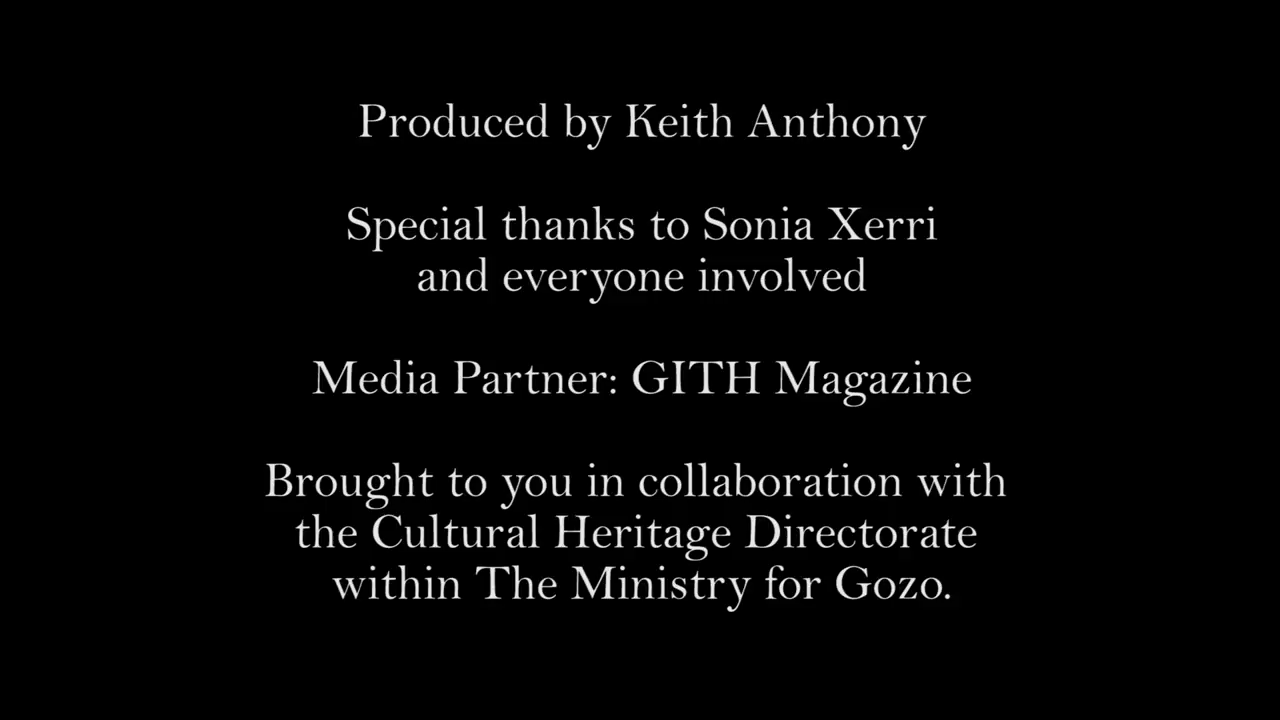 Produced by Keith Anthony
Special thanks to Sonia Xerri
and everyone involved
Media Partner: GITH Magazine
Brought to you in collaboration with
the Cultural Heritage Directorate
within The Ministry for Gozo.